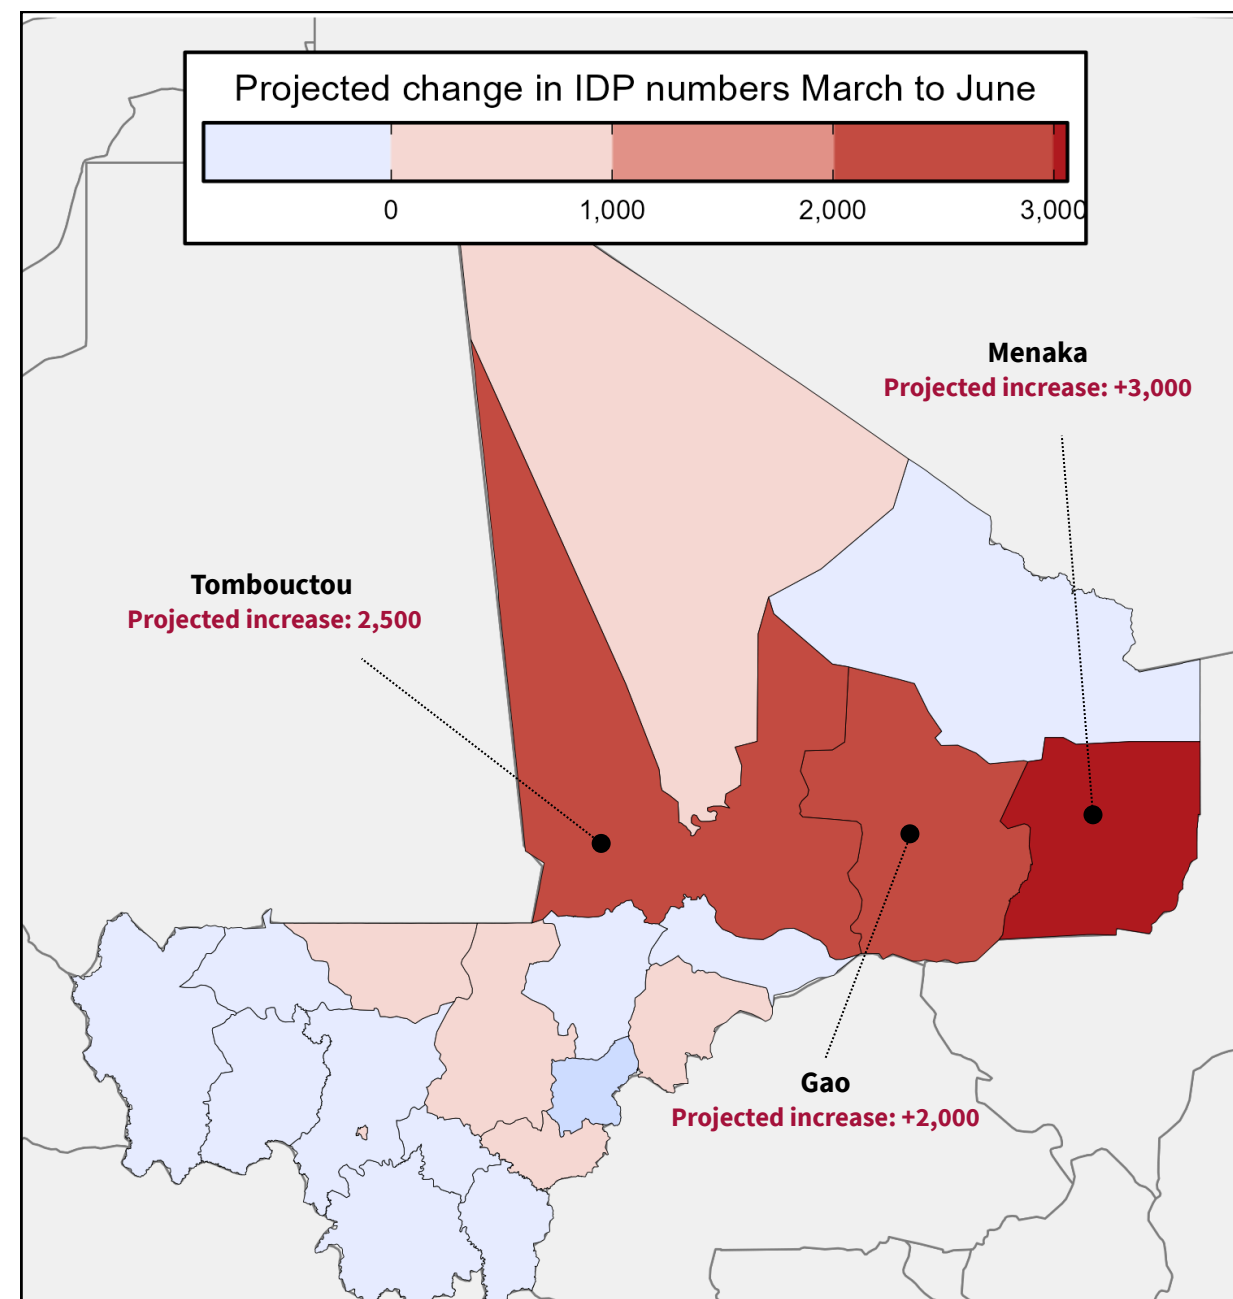 Projected change in IDP numbers March to June
0 1,000 2,000 3,000
Menaka
Projected increase: +3,000
Tombouctou
Projected increase: 2,500
Gao
Projected increase: +2,000